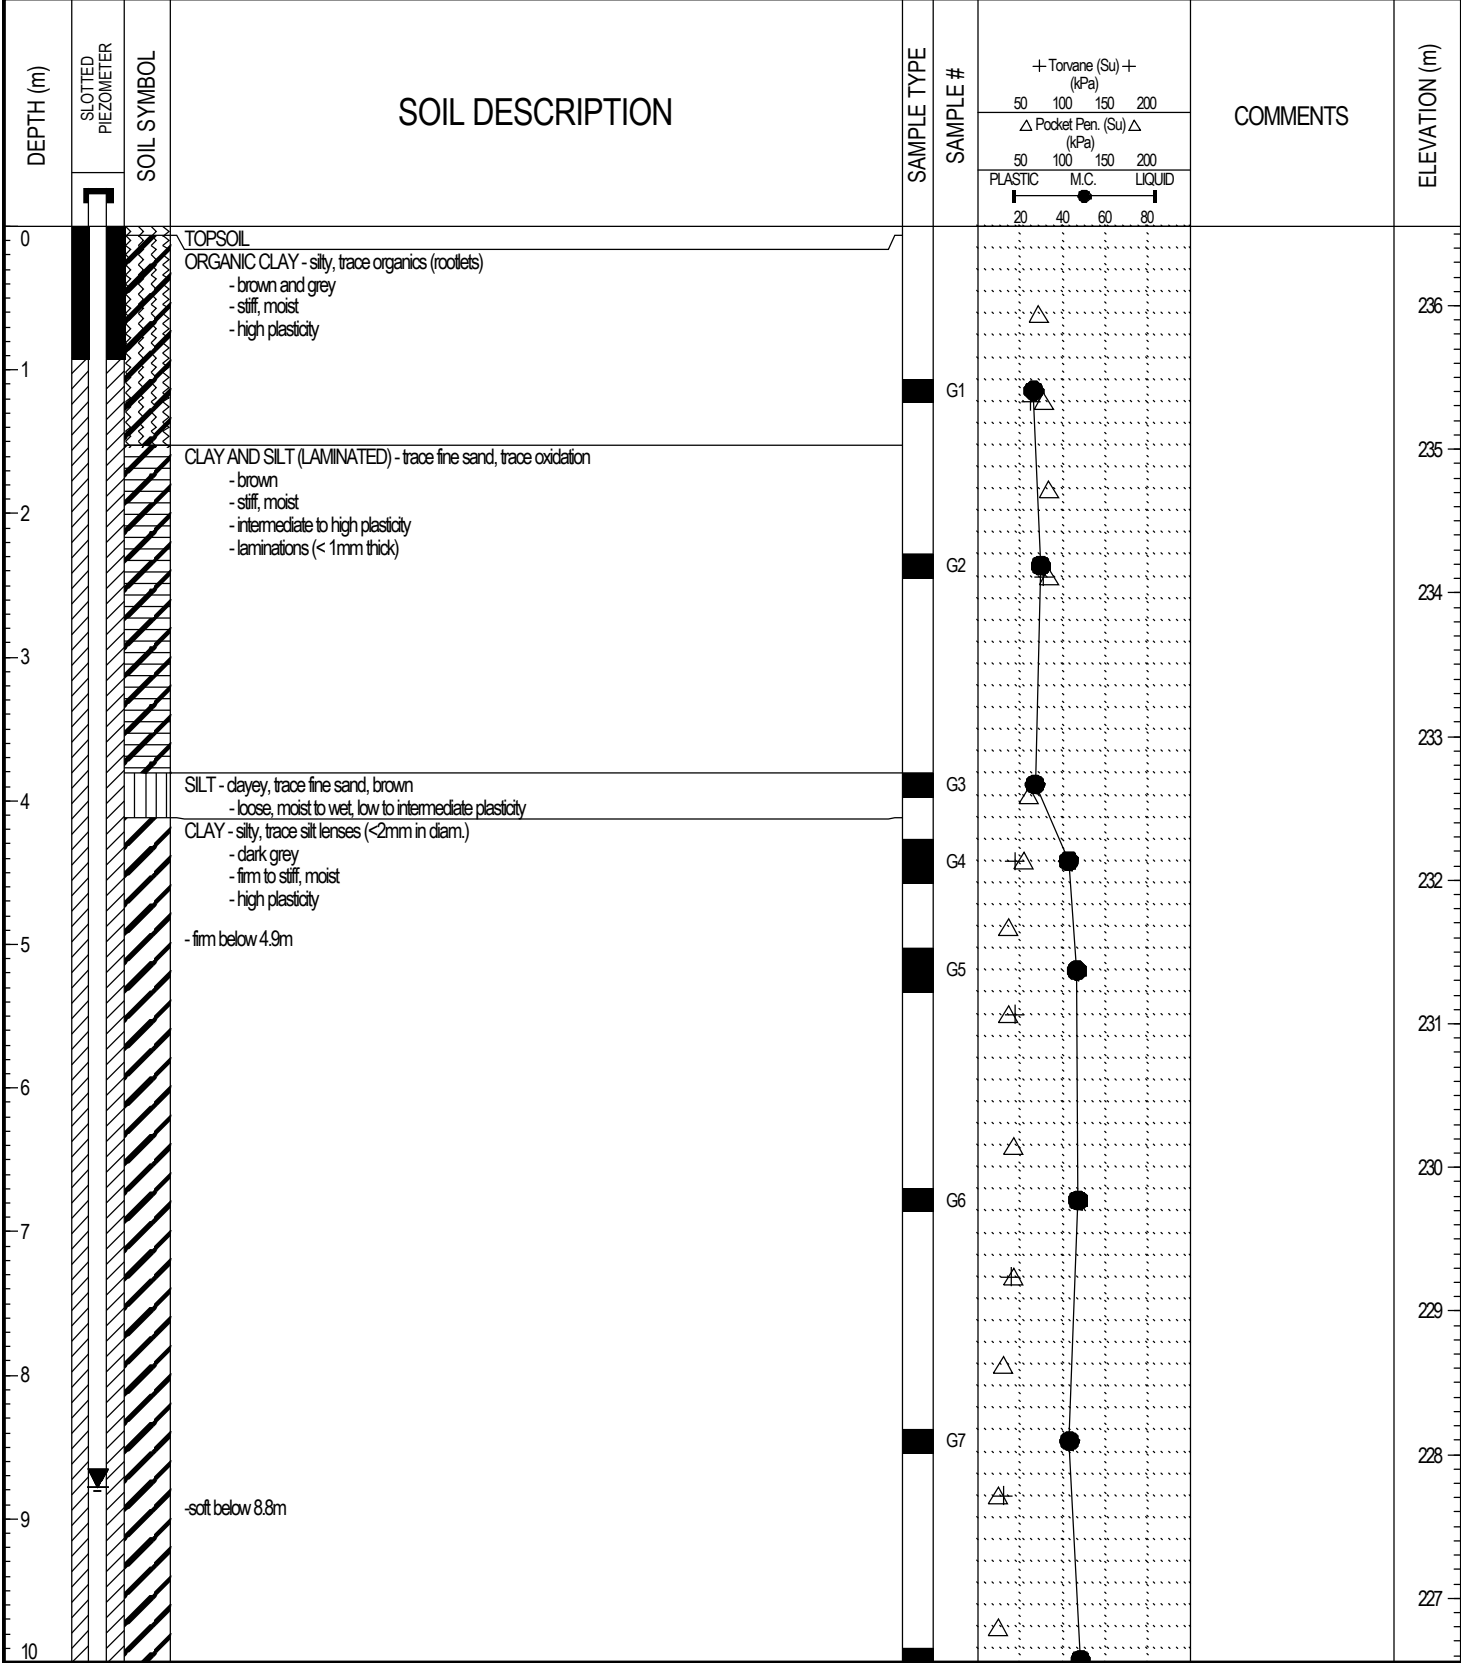 DEPTH (m)
SLOTTED
PIEZOMETER
SOIL SYMBOL
SOIL DESCRIPTION
SAMPLE TYPE
SAMPLE #
+ Torvane (Su) +
(kPa)
50 100 150 200
△ Pocket Pen. (Su) △
(kPa)
50 100 150 200
PLASTIC M.C. LIQUID
20 40 60 80
COMMENTS
ELEVATION (m)
0
TOPSOIL
ORGANIC CLAY - silty, trace organics (rootlets)
- brown and grey
- stiff, moist
236
- high plasticity
1
G1
235
CLAY AND SILT (LAMINATED) - trace fine sand, trace oxidation
- brown
- stiff, moist
2
- intermediate to high plasticity
- laminations (< 1mm thick)
G2
234
3
233
SILT - clayey, trace fine sand, brown
G3
4
- loose, moist to wet, low to intermediate plasticity
CLAY - silty, trace silt lenses (<2mm in diam.)
- dark grey
G4
- firm to stiff, moist
232
- high plasticity
5
- firm below 4.9m
G5
231
6
230
G6
7
229
8
G7
228
-soft below 8.8m
9
227
10